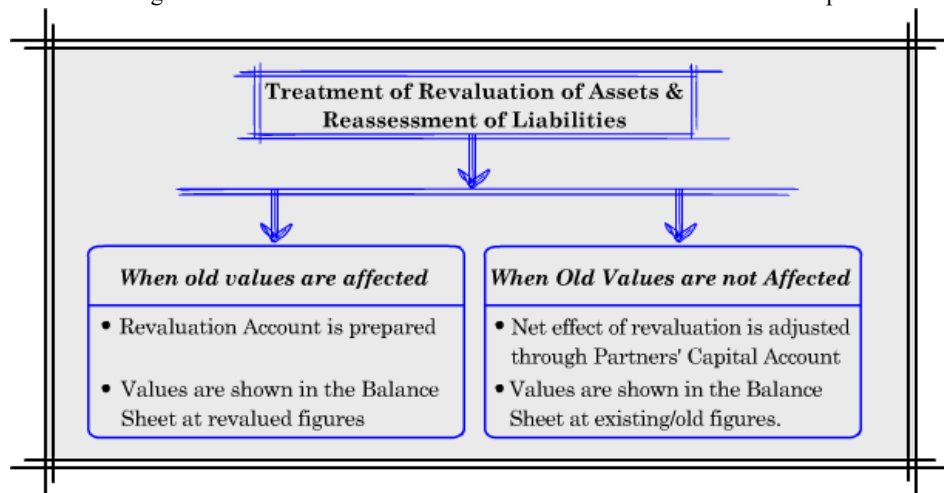 Treatment of Revaluation of Assets &
Reassessment of Liabilities
When old values are affected
• Revaluation Account is prepared
• Values are shown in the Balance
Sheet at revalued figures
When Old Values are not Affected
• Net effect of revaluation is adjusted
through Partners' Capital Account
• Values are shown in the Balance
Sheet at existing/old figures.